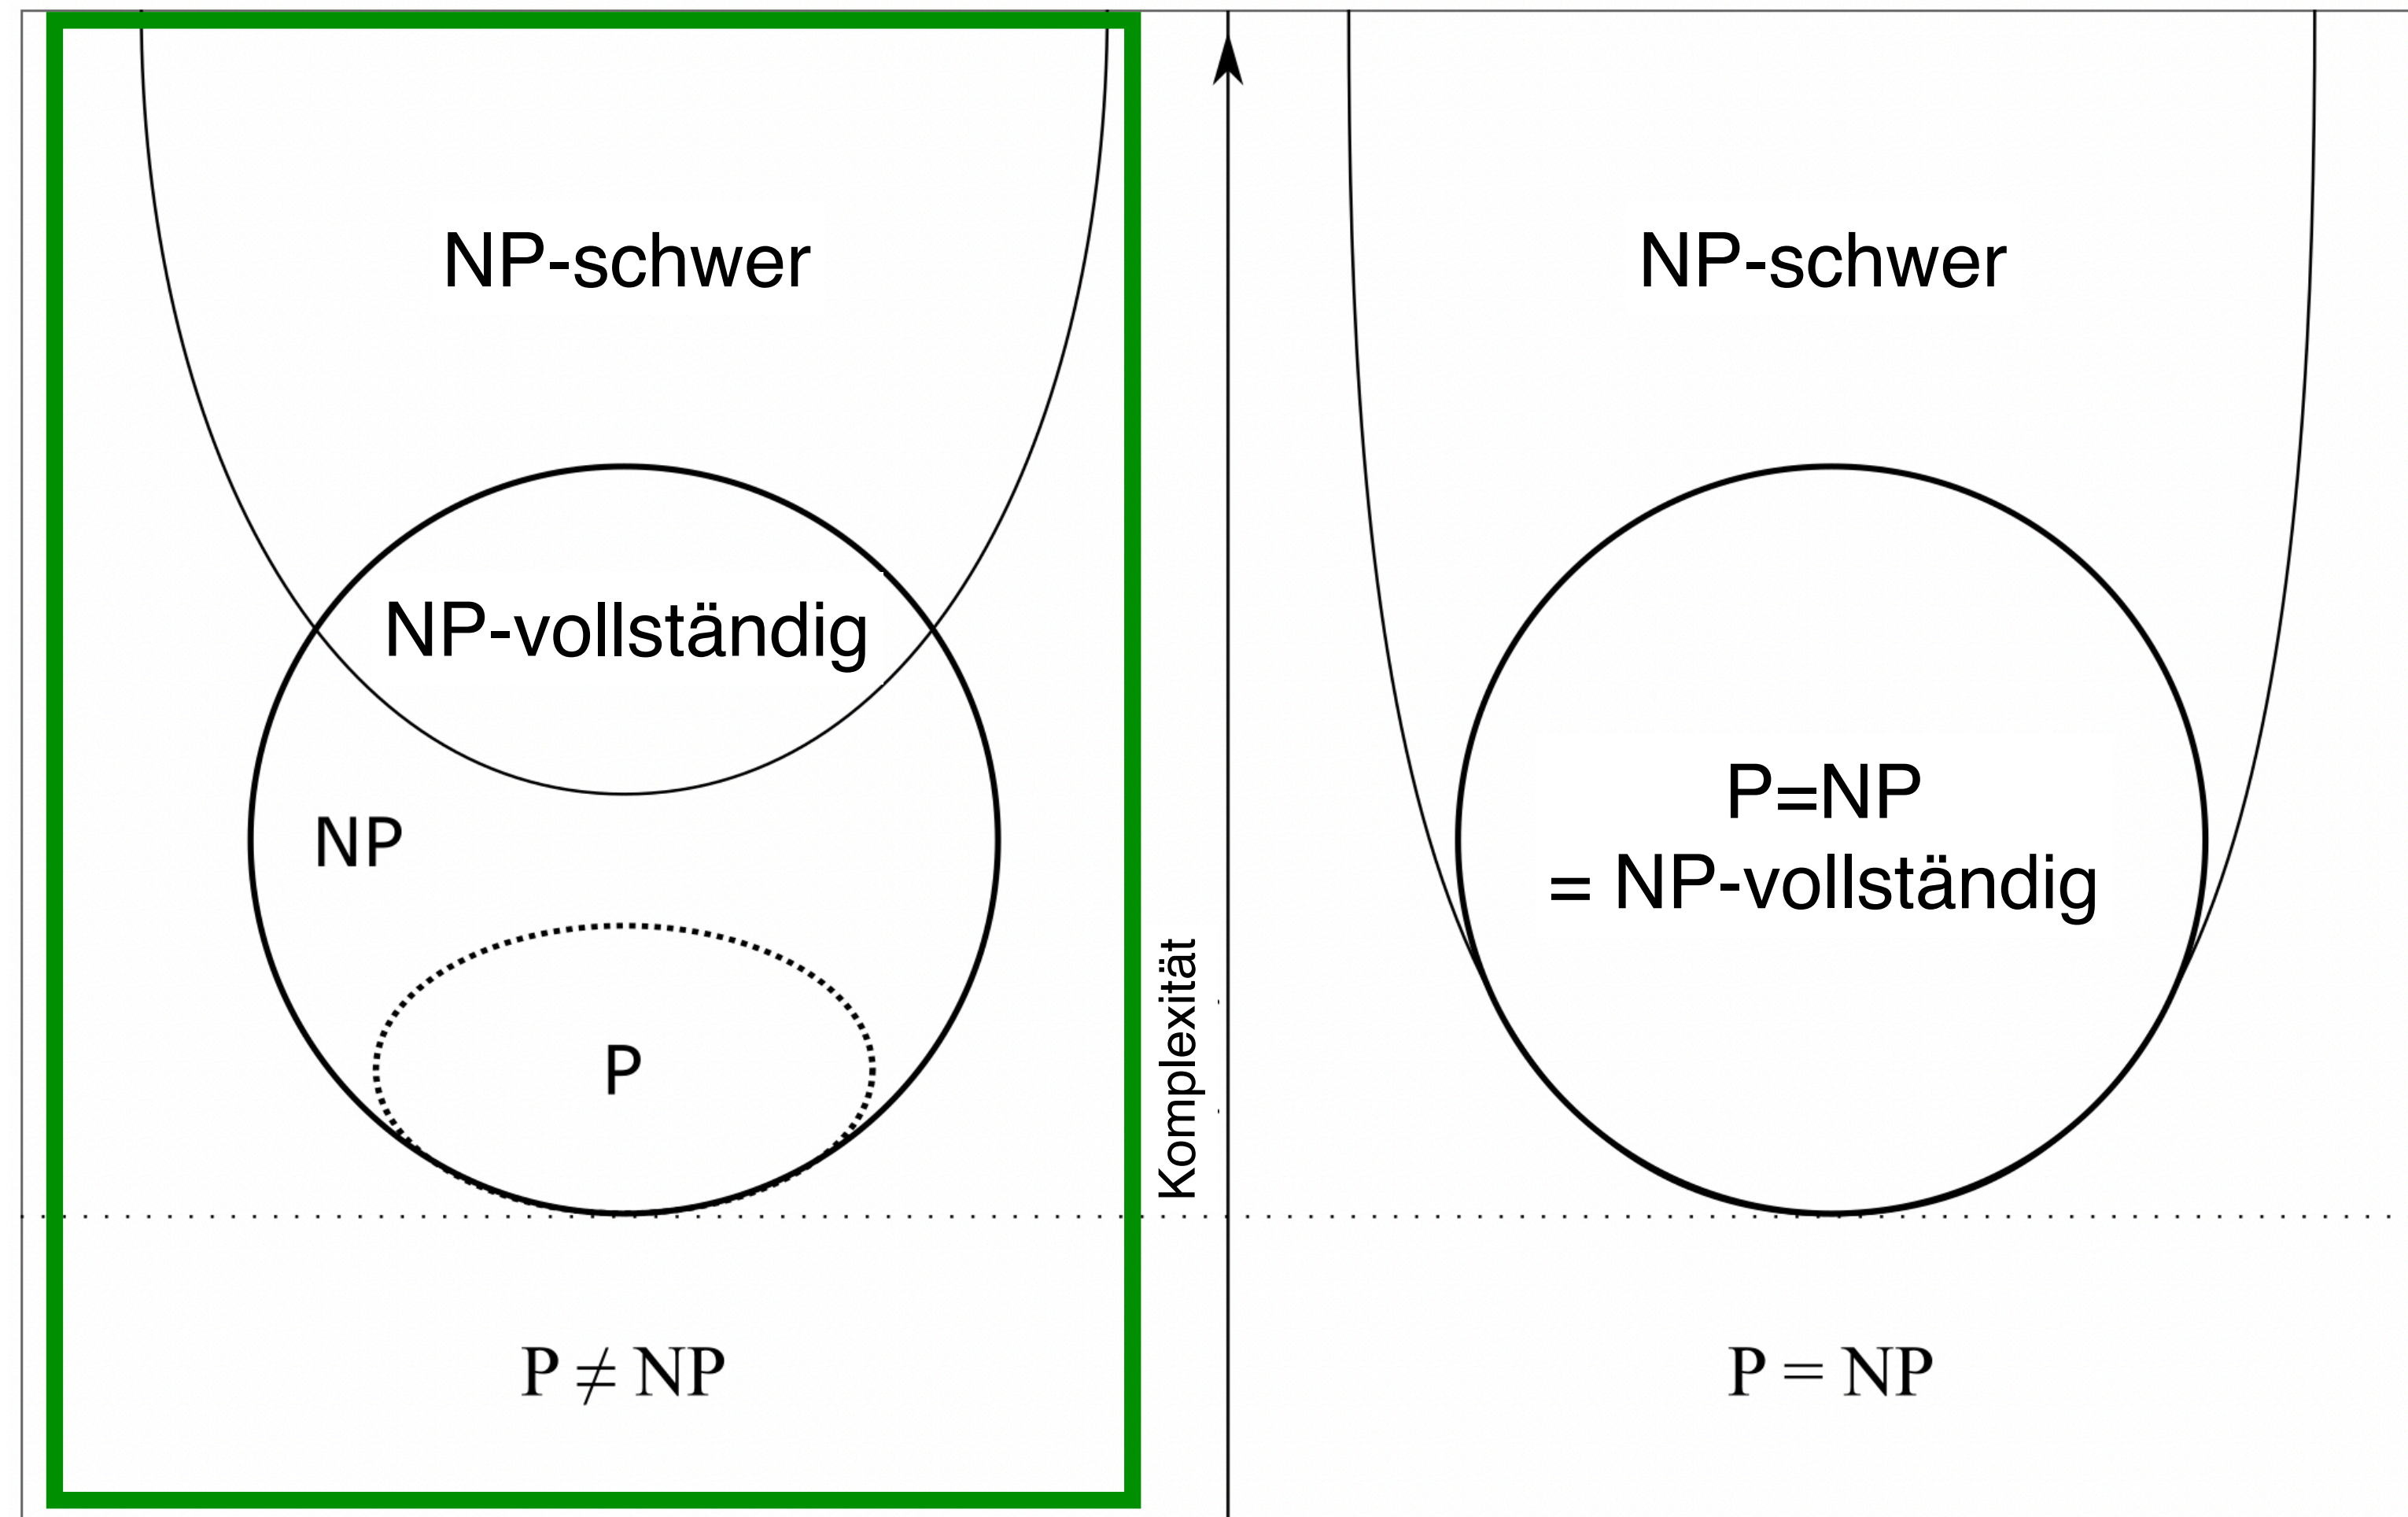 NP-schwer
NP-vollständig
NP
P
P ≠ NP
Komplexität
NP-schwer
P=NP
= NP-vollständig
P = NP